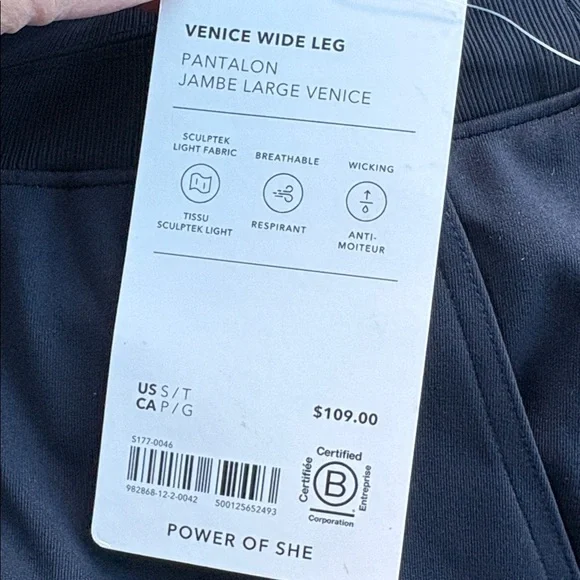 VENICE WIDE LEG
PANTALON
JAMBE LARGE VENICE
SCULPTEK
LIGHT FABRIC
TISSU
SCULPTEK LIGHT
BREATHABLE
RESPIRANT
WICKING
ANTI-
MOITEUR
US S / T
CA P / G
$109.00
5177-0046
982868-12-2-0042
500125652493
Certified
Certifiée
B
Entreprise
Corporation
POWER OF SHE